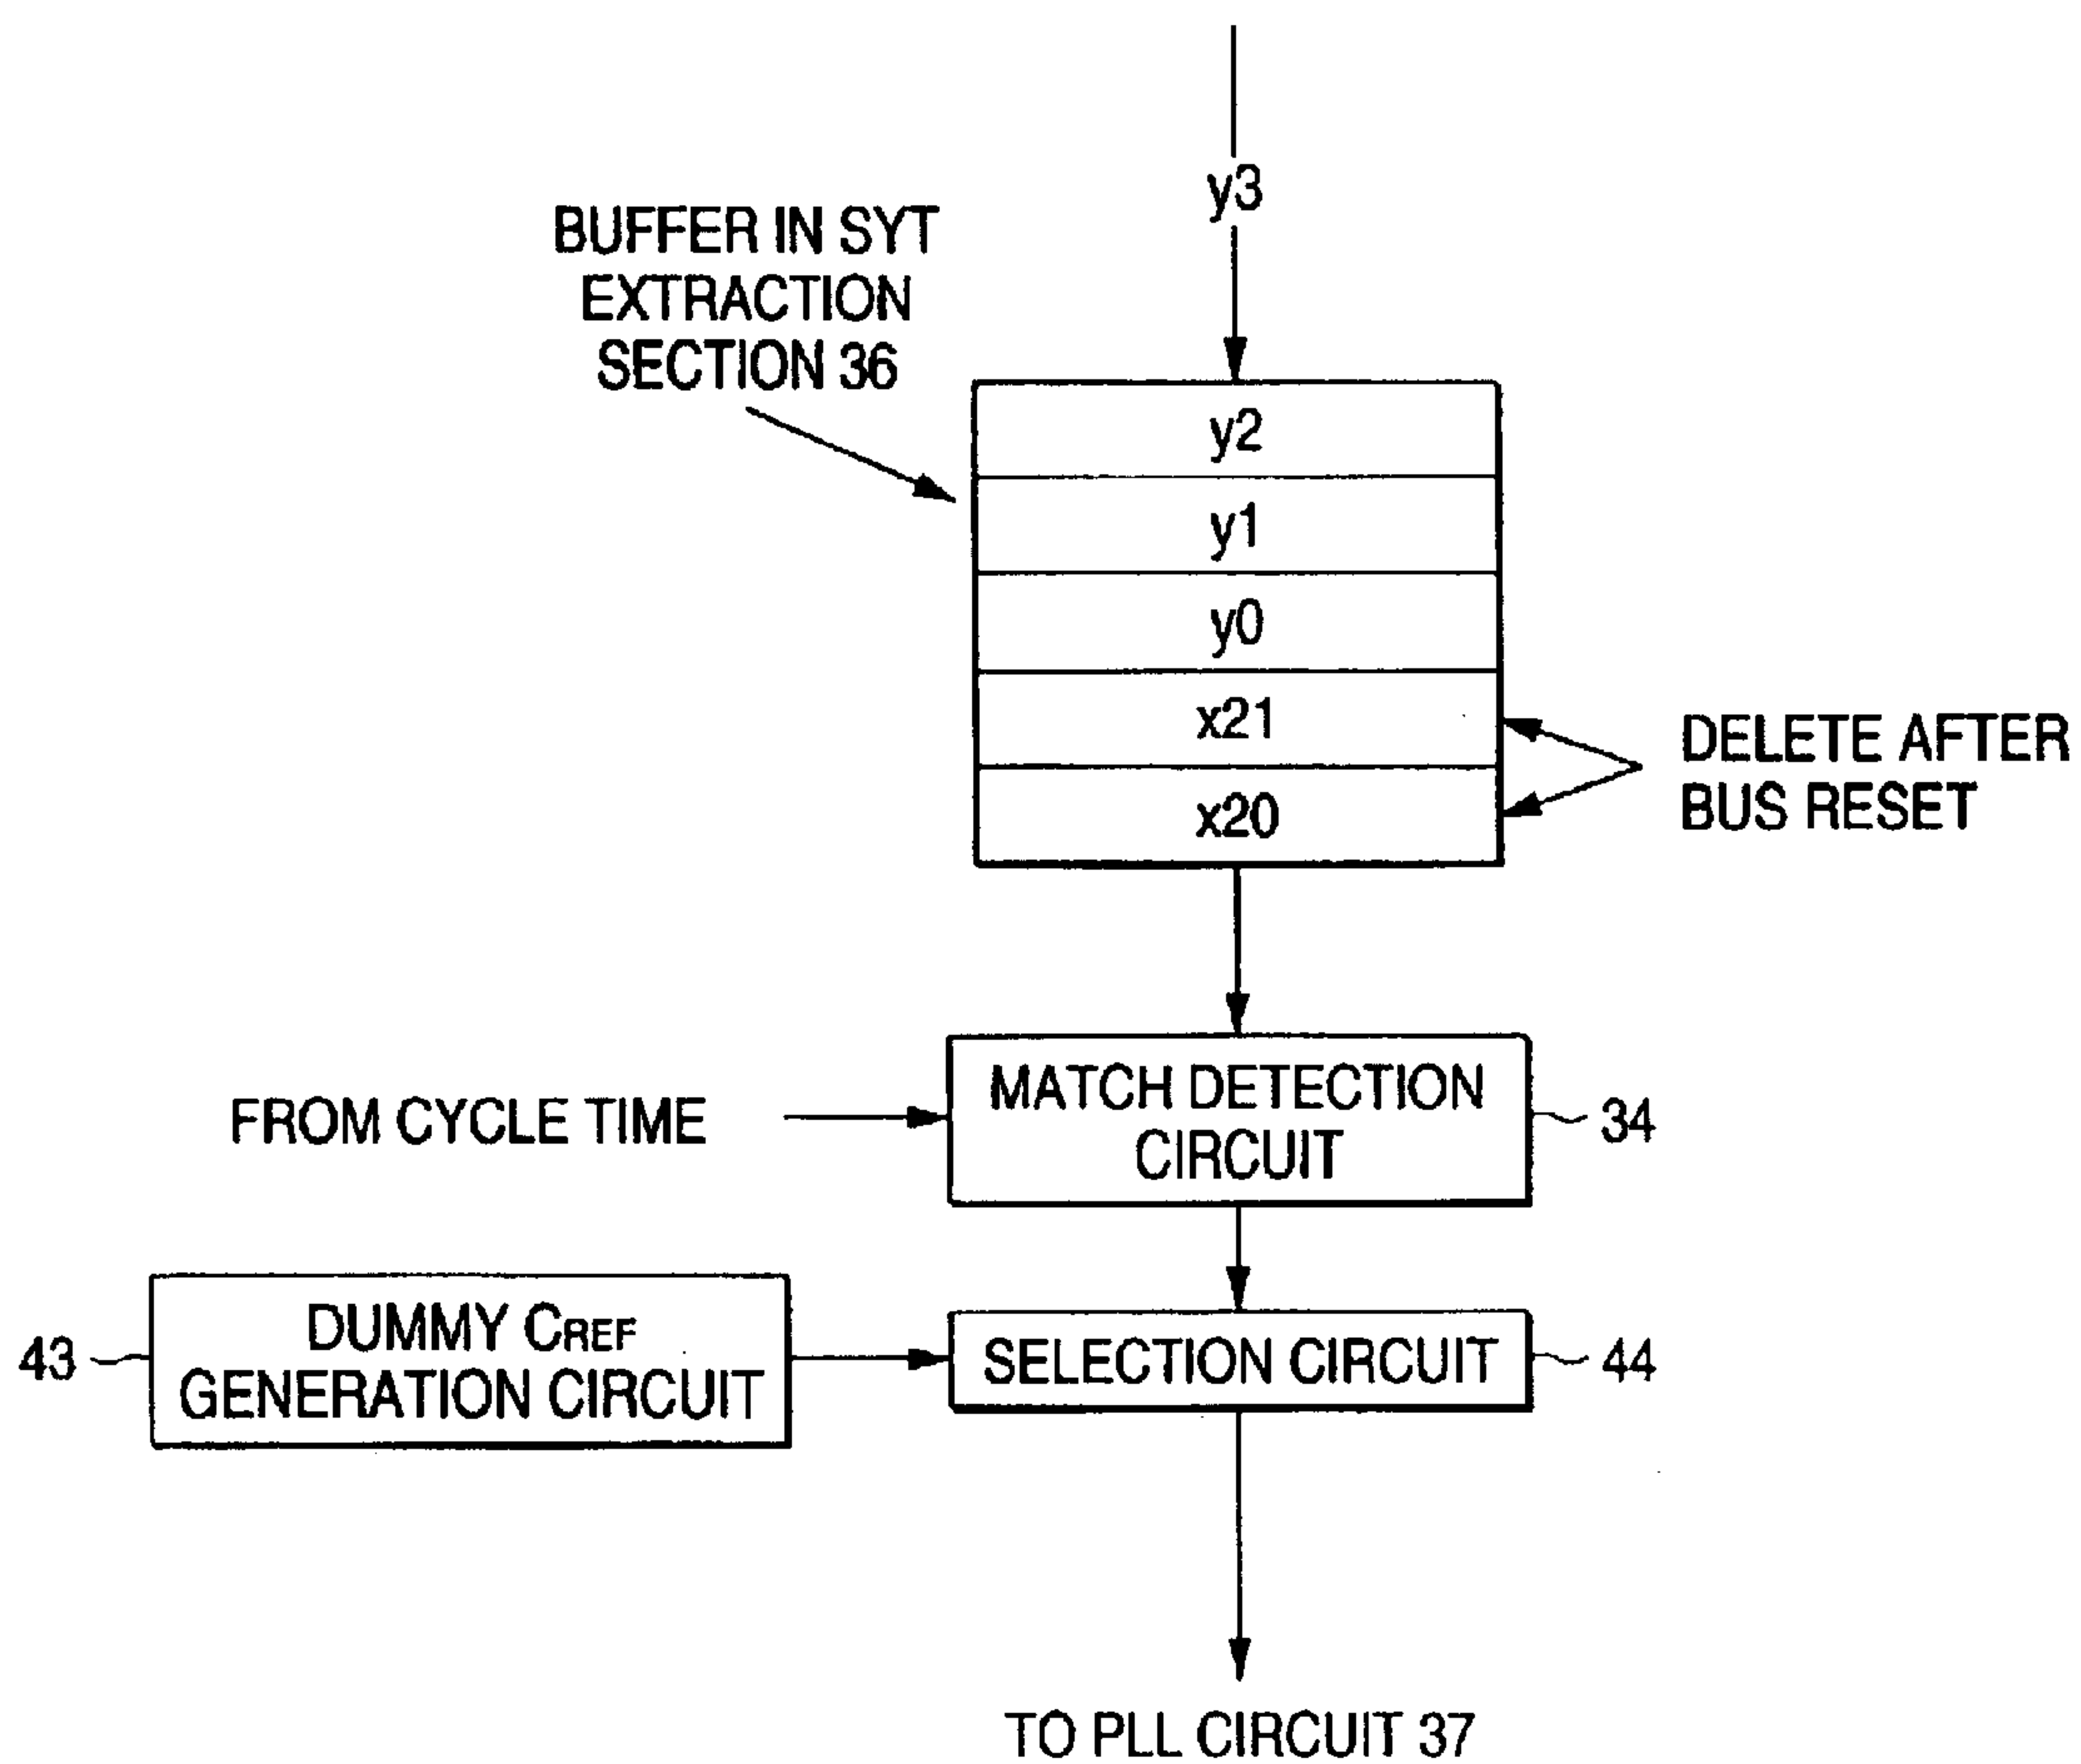 y3
BUFFER IN SYT
EXTRACTION
SECTION 36
y2
y1
y0
x21
x20
DELETE AFTER
BUS RESET
FROM CYCLE TIME
MATCH DETECTION
CIRCUIT
34
43
DUMMY CREF
GENERATION CIRCUIT
SELECTION CIRCUIT
44
TO PLL CIRCUIT 37